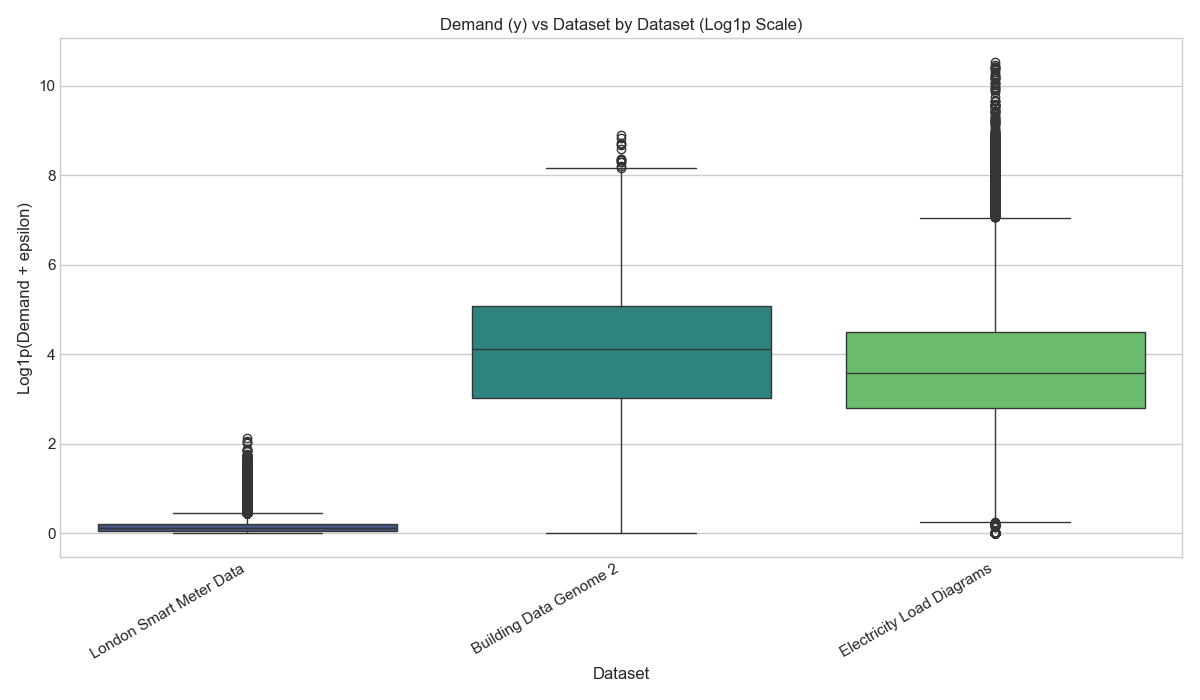 Demand (y) vs Dataset by Dataset (Log1p Scale)
Log1p(Demand + epsilon)
10
8
6
4
2
0
London Smart Meter Data
Building Data Genome 2
Electricity Load Diagrams
Dataset